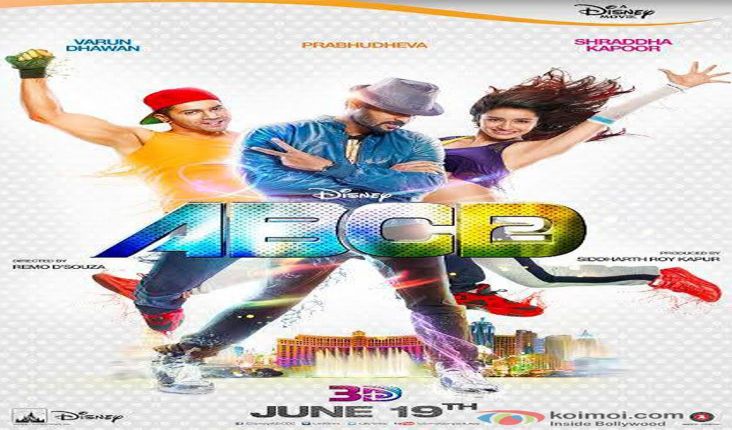 A
DISNEY
MOVIE
VARUN
DHAWAN
PRABHUDHEVA
SHRADDHA
KAPOOR
DISNEY
ABCD2
DIRECTED BY
REMO D'SOUZA
PRODUCED BY
SIDDHARTH ROY KAPUR
3D
DISNEY
JUNE 19TH
koimoi.com
Inside Bollywood